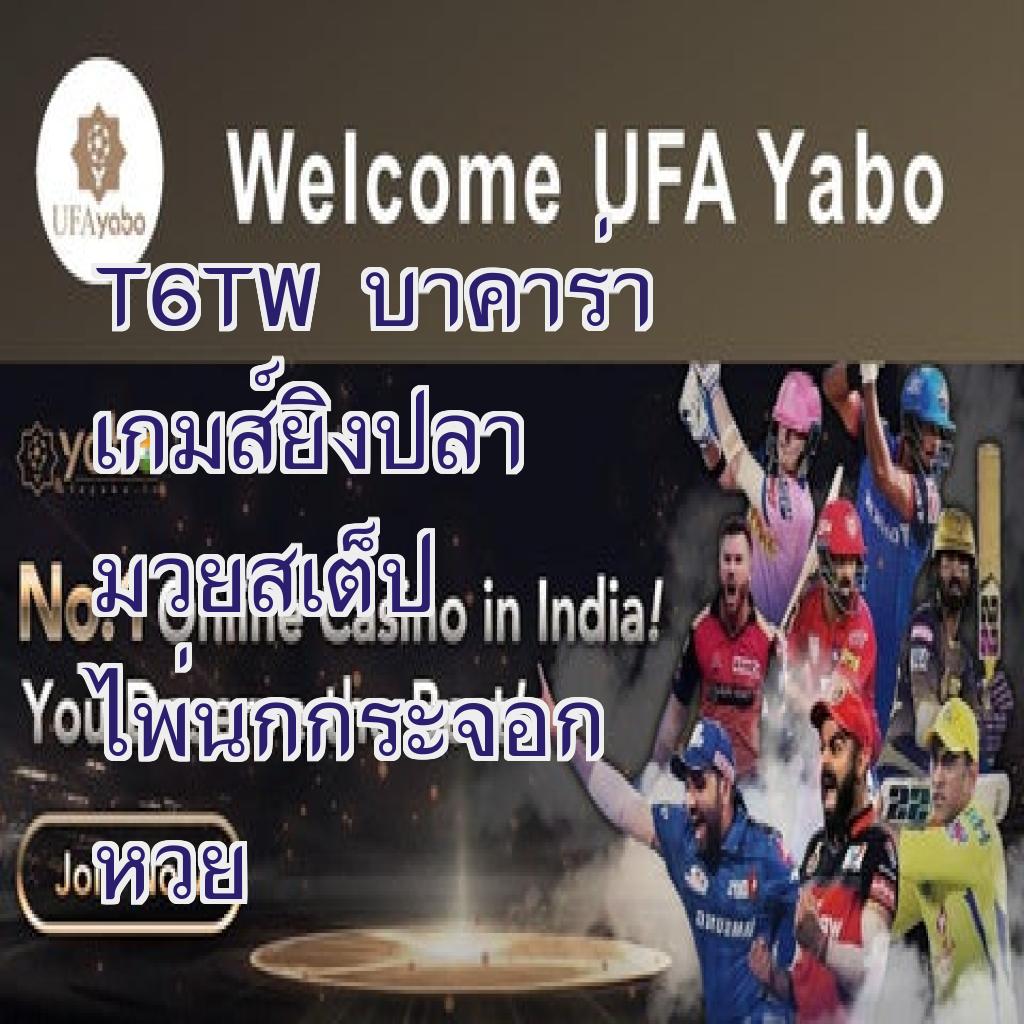 Welcome UFA Yabo
UFAyabo
T6TW บาคาร่า
เกมส์ยิงปลา
มวยสเต็ป
No.1 Online Casino in India!
You
ไพ่นกกระจอก
หวย
22